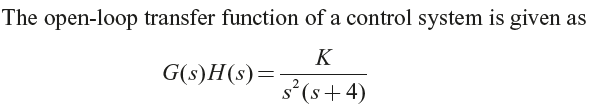 The open-loop transfer function of a control system is given as
G(s)H(s) = K / s²(s + 4)